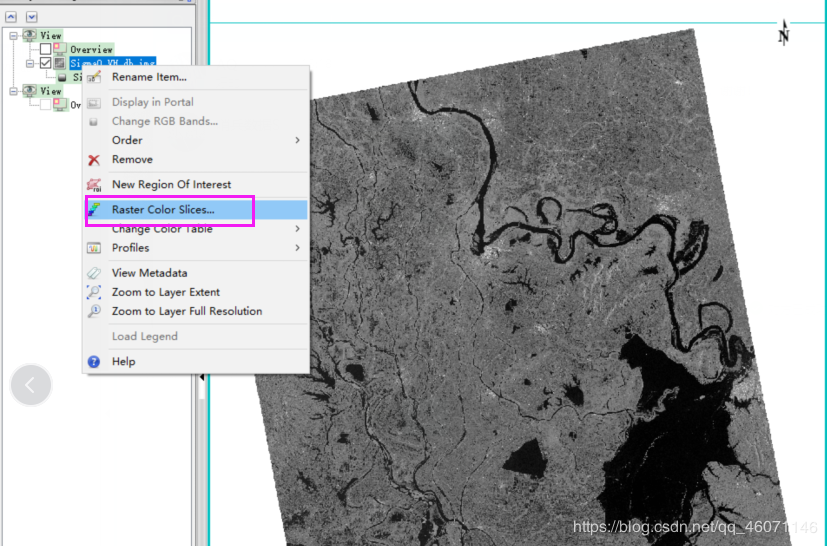 View
Overview
Sigma0_VH_db.img
Si
View
Ov
Rename Item...
Display in Portal
Change RGB Bands...
Order
Remove
New Region Of Interest
Raster Color Slices...
Change Color Table
Profiles
View Metadata
Zoom to Layer Extent
Zoom to Layer Full Resolution
Load Legend
Help
N
https://blog.csdn.net/qq_46071146